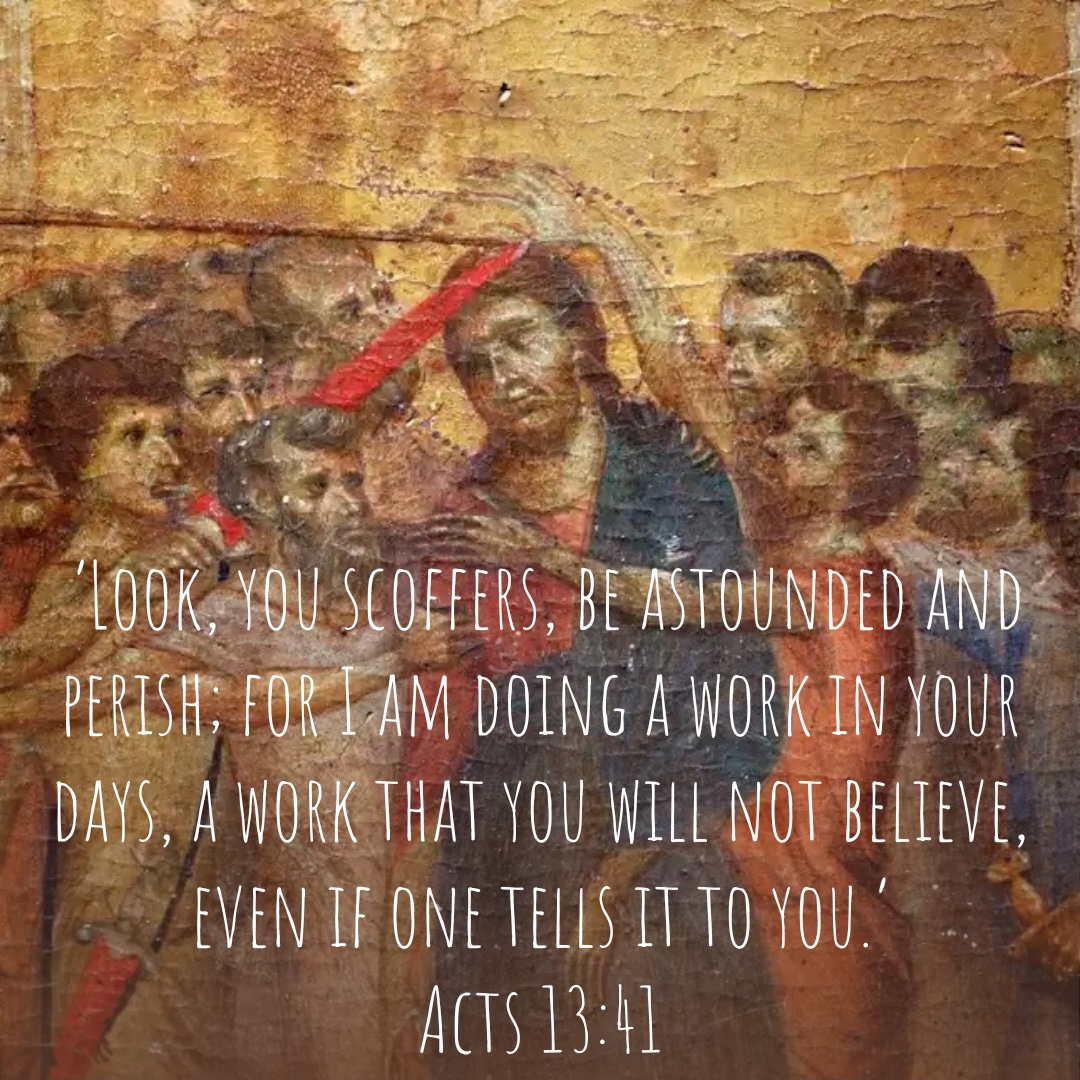 ‘Look, you scoffers, be astounded and
perish; for I am doing a work in your
days, a work that you will not believe,
even if one tells it to you.’
Acts 13:41